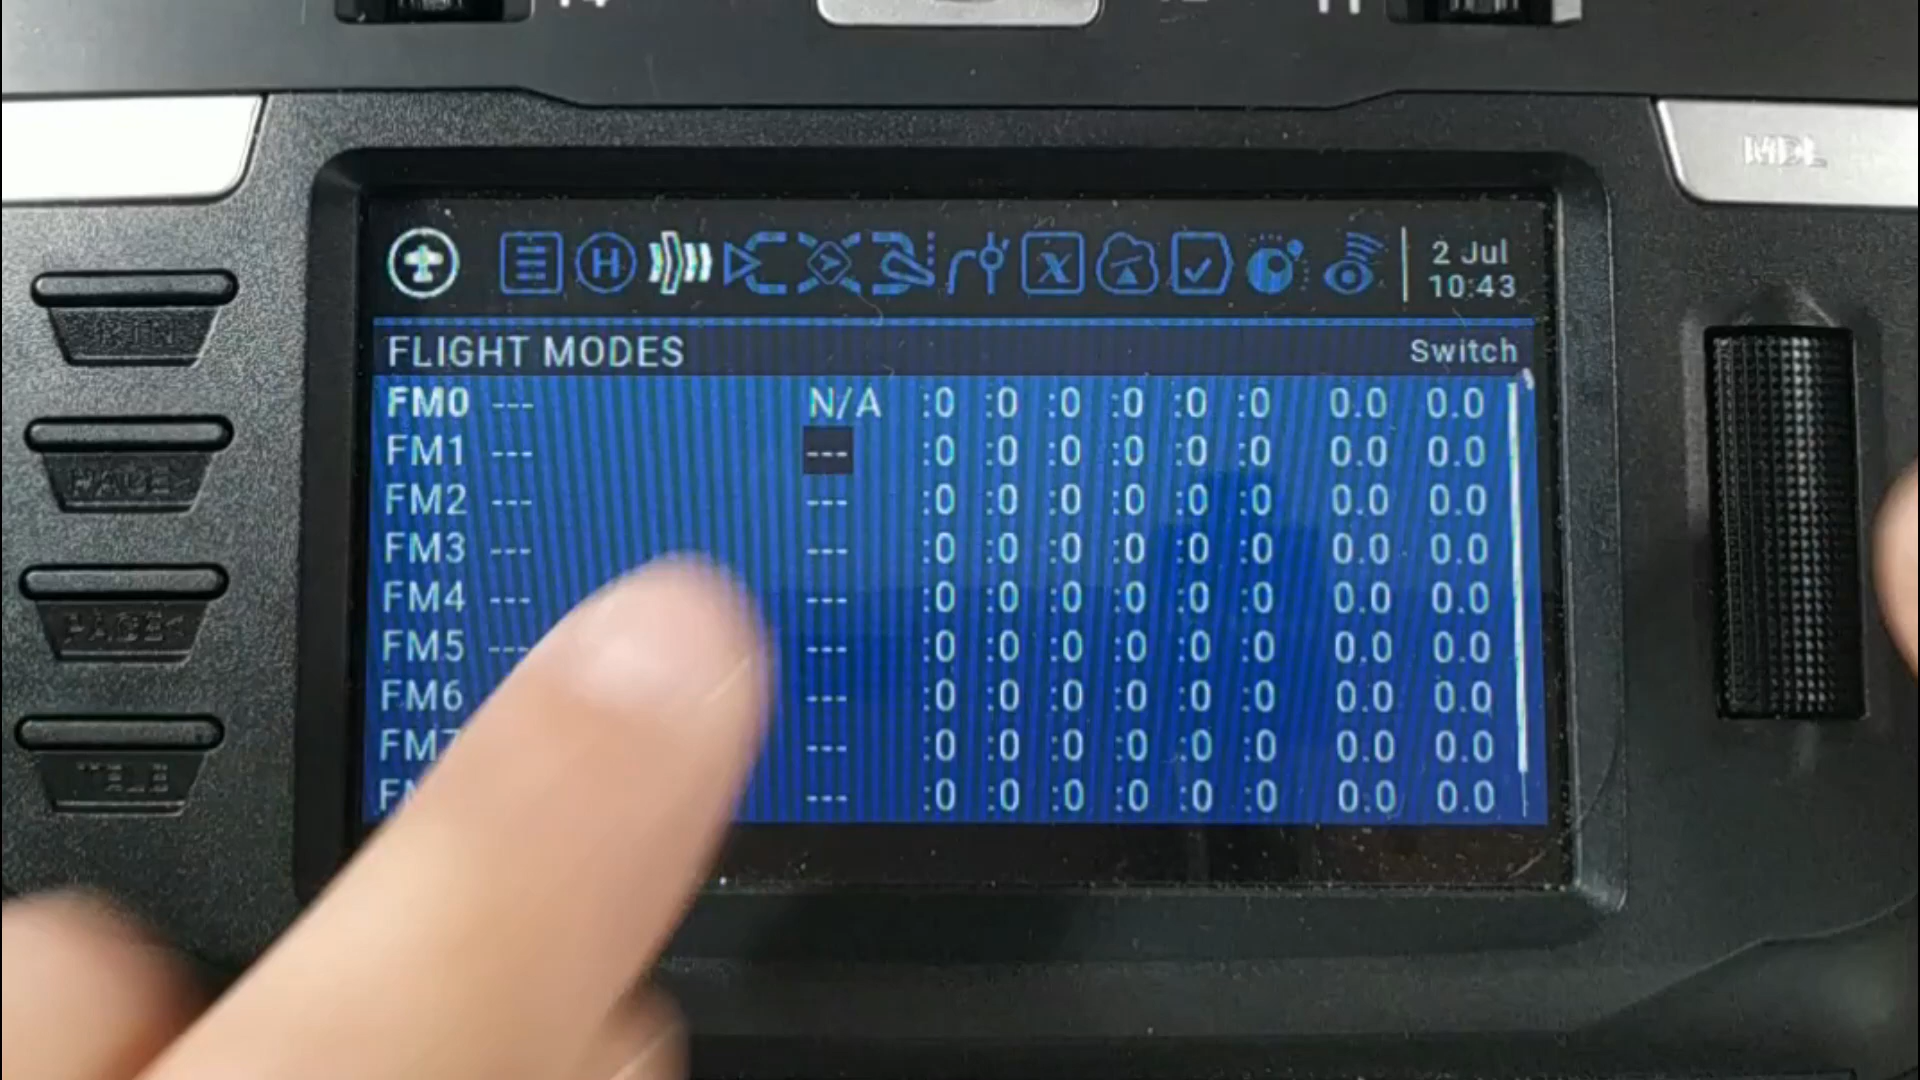 MDL
2 Jul
10:43
FLIGHT MODES Switch
FM0 --- N/A :0 :0 :0 :0 :0 :0 0.0 0.0
FM1 --- --- :0 :0 :0 :0 :0 :0 0.0 0.0
FM2 --- --- :0 :0 :0 :0 :0 :0 0.0 0.0
FM3 --- --- :0 :0 :0 :0 :0 :0 0.0 0.0
FM4 --- --- :0 :0 :0 :0 :0 :0 0.0 0.0
FM5 --- --- :0 :0 :0 :0 :0 :0 0.0 0.0
FM6 --- :0 :0 :0 :0 :0 :0 0.0 0.0
FM7 --- :0 :0 :0 :0 :0 :0 0.0 0.0
--- :0 :0 :0 :0 :0 :0 0.0 0.0
RTN
PAGE>
PAGE<
TELE